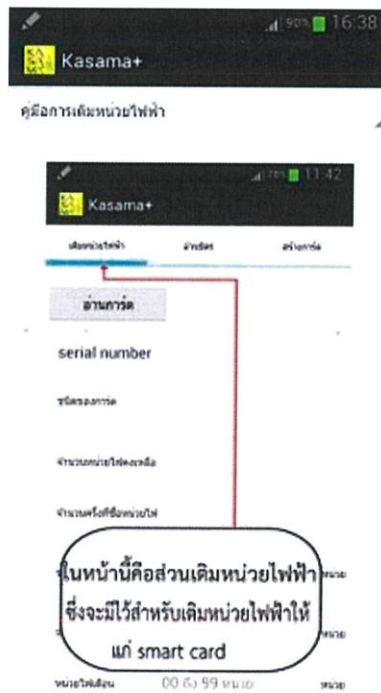 90% 16:38
Kasama+
คู่มือการเติมหน่วยไฟฟ้า
78% 11:42
Kasama+
เติมหน่วยไฟฟ้า อ่านบัตร สร้างการ์ด
อ่านการ์ด
serial number
ชนิดของการ์ด
จำนวนหน่วยไฟคงเหลือ
จำนวนครั้งที่ซื้อหน่วยไฟ
ในหน้านี้คือส่วนเติมหน่วยไฟฟ้า หน่วย
ซึ่งจะมีไว้สำหรับเติมหน่วยไฟฟ้าให้
แก่ smart card หน่วย
หน่วยไฟเตือน 00 ถึง 99 หน่วย หน่วย